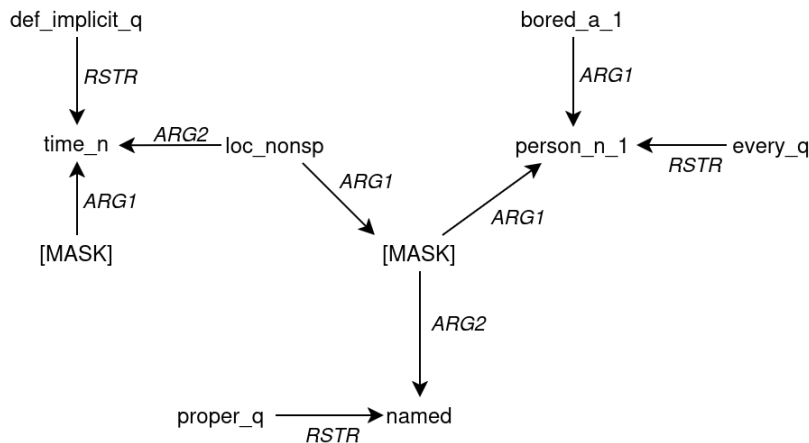 def_implicit_q
bored_a_1
RSTR
ARG1
time_n
ARG2
loc_nonsp
person_n_1
every_q
RSTR
ARG1
ARG1
ARG1
[MASK]
[MASK]
ARG2
proper_q
named
RSTR